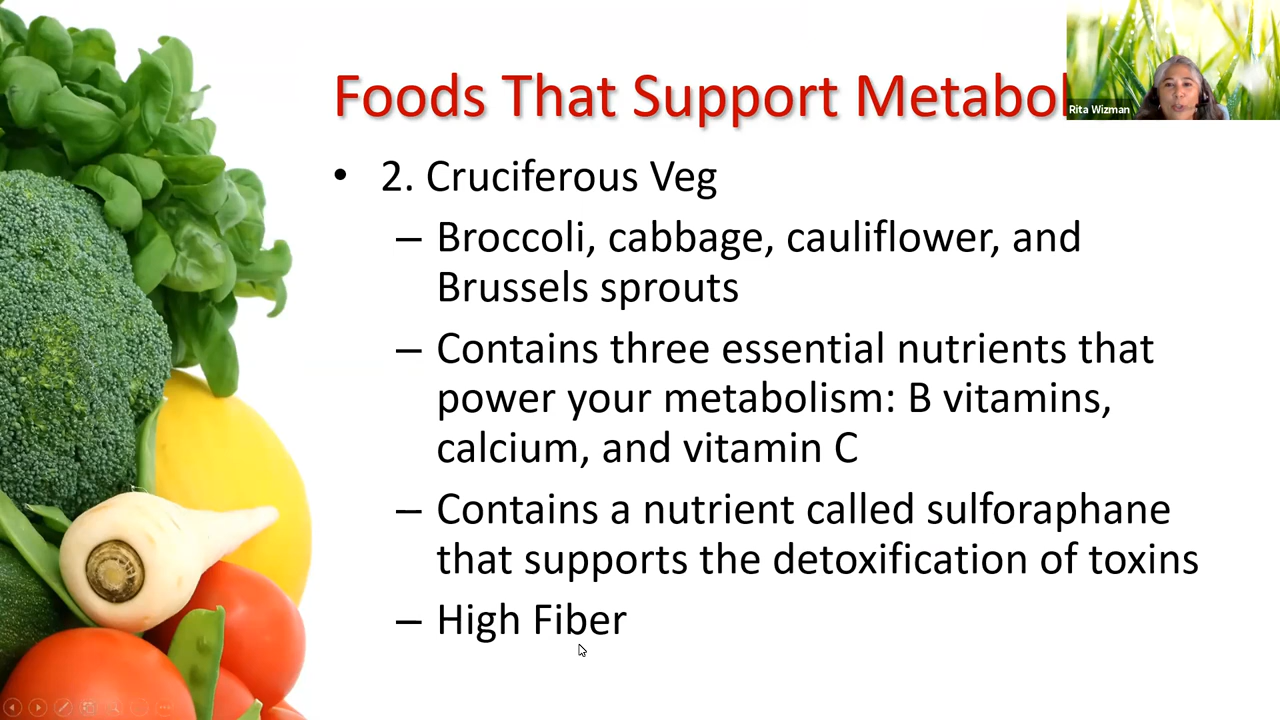 Foods That Support Metabol
Rita Wizman
• 2. Cruciferous Veg
– Broccoli, cabbage, cauliflower, and
Brussels sprouts
– Contains three essential nutrients that
power your metabolism: B vitamins,
calcium, and vitamin C
– Contains a nutrient called sulforaphane
that supports the detoxification of toxins
– High Fiber